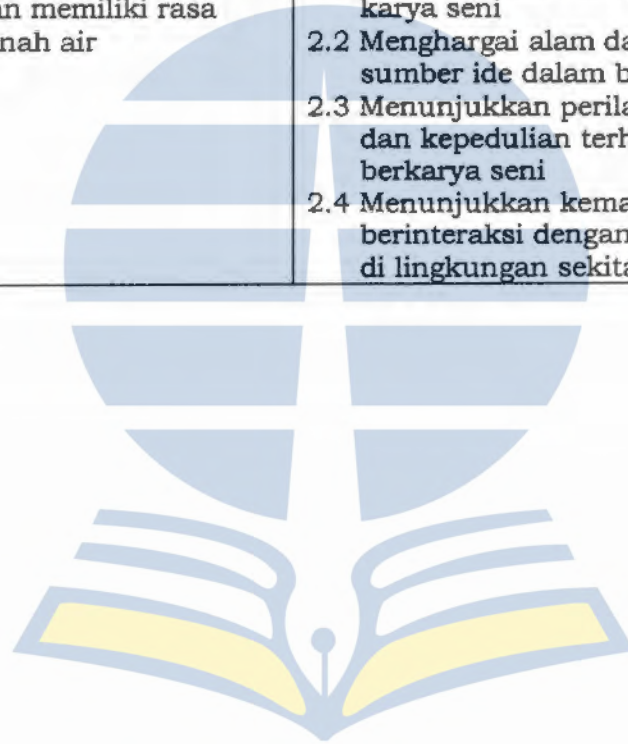 an memiliki rasa
nah air
karya seni
2.2 Menghargai alam da
sumber ide dalam b
2.3 Menunjukkan perila
dan kepedulian terh
berkarya seni
2.4 Menunjukkan kema
berinteraksi dengan
di lingkungan sekita